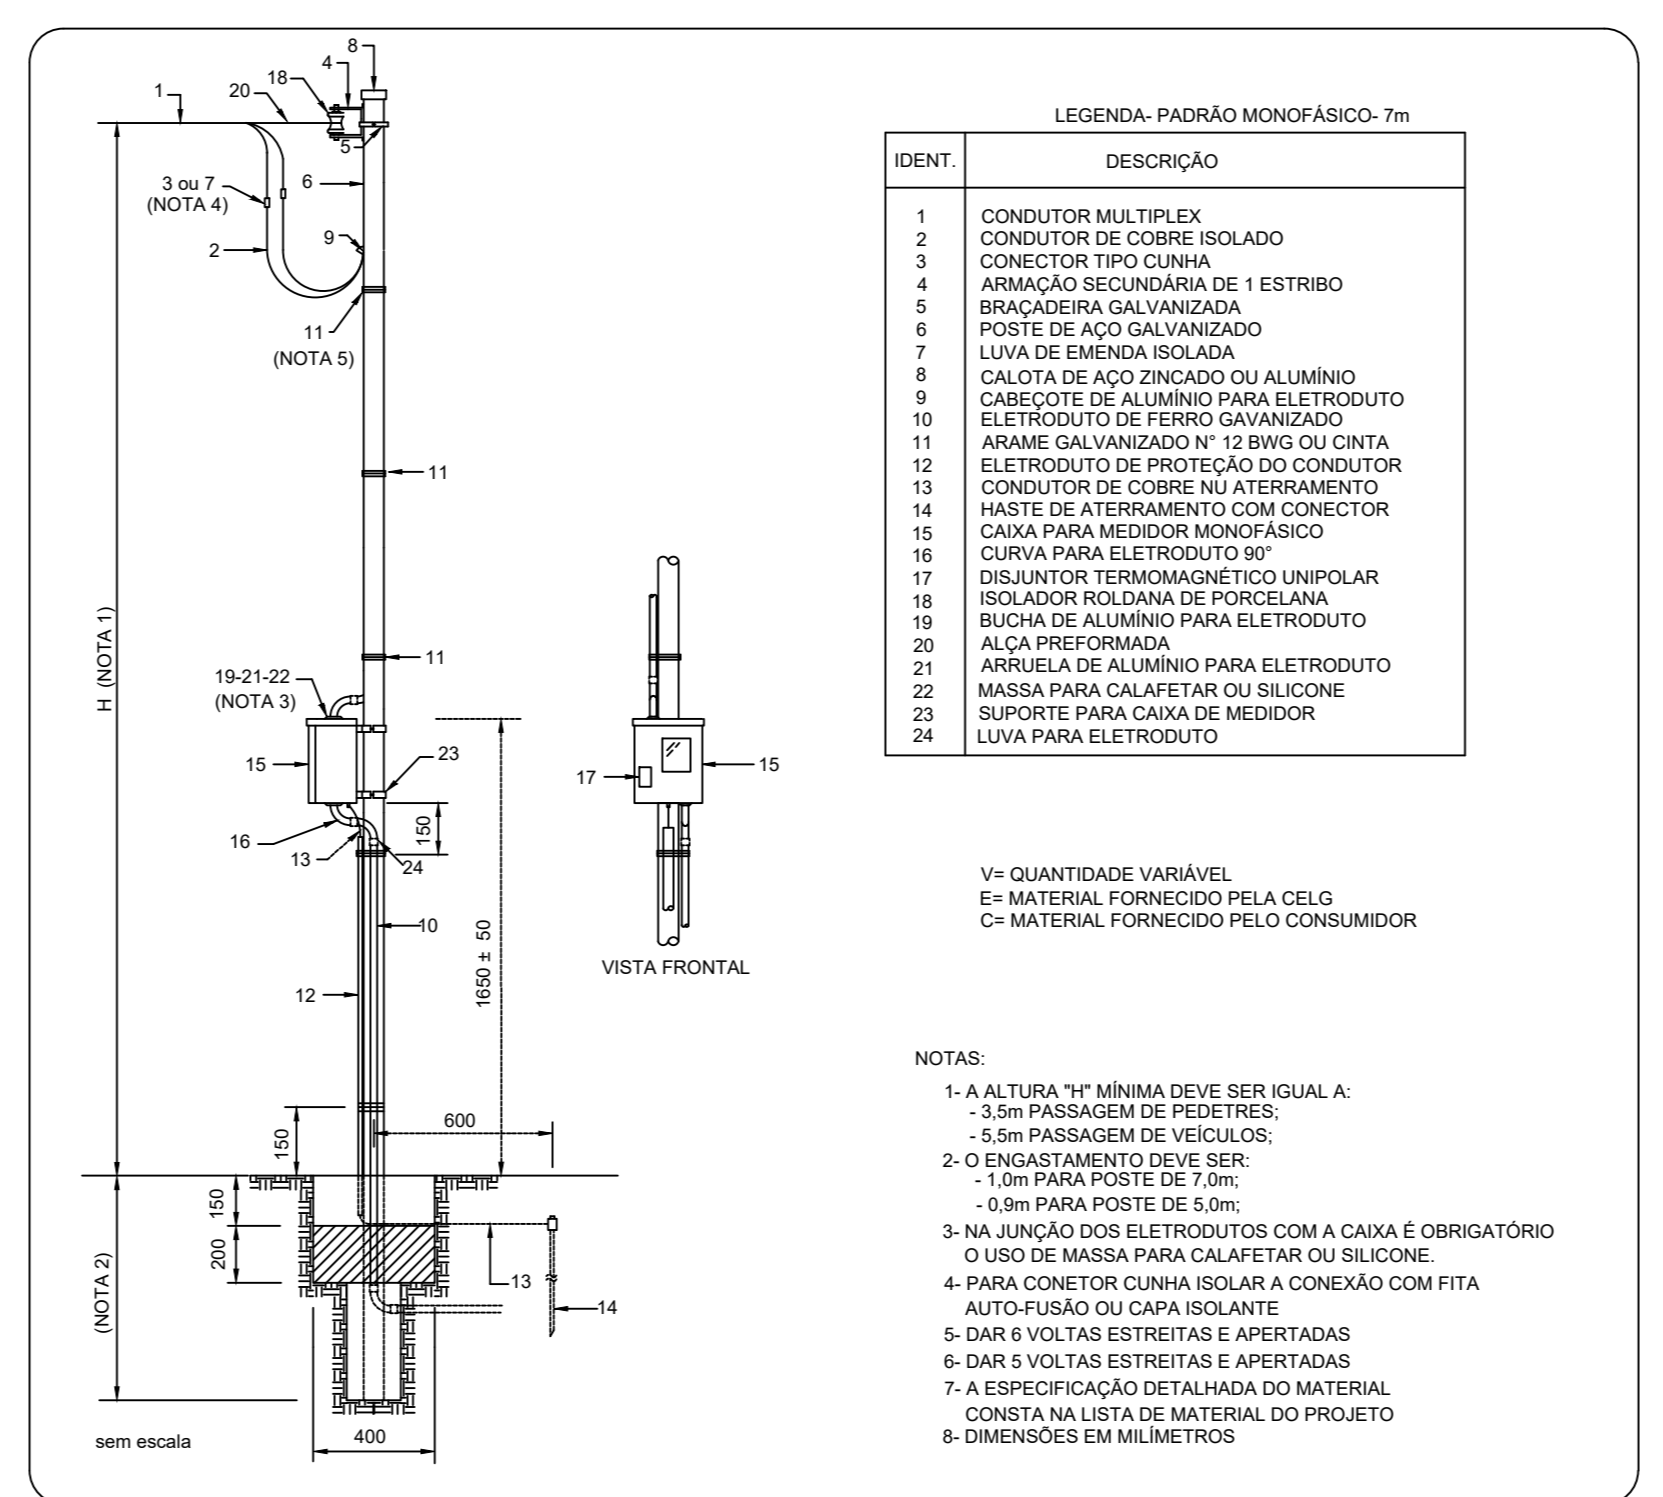 8
4
18
20
1
5
6
3 ou 7
(NOTA 4)
9
2
11
(NOTA 5)
11
H (NOTA 1)
11
19-21-22
(NOTA 3)
15
23
16
13
150
24
10
12
1650 ± 50
17
15
VISTA FRONTAL
150
600
150
200
(NOTA 2)
13
14
400
sem escala
LEGENDA- PADRÃO MONOFÁSICO- 7m
IDENT. DESCRIÇÃO
1 CONDUTOR MULTIPLEX
2 CONDUTOR DE COBRE ISOLADO
3 CONECTOR TIPO CUNHA
4 ARMAÇÃO SECUNDÁRIA DE 1 ESTRIBO
5 BRAÇADEIRA GALVANIZADA
6 POSTE DE AÇO GALVANIZADO
7 LUVA DE EMENDA ISOLADA
8 CALOTA DE AÇO ZINCADO OU ALUMÍNIO
9 CABEÇOTE DE ALUMÍNIO PARA ELETRODUTO
10 ELETRODUTO DE FERRO GAVANIZADO
11 ARAME GALVANIZADO N° 12 BWG OU CINTA
12 ELETRODUTO DE PROTEÇÃO DO CONDUTOR
13 CONDUTOR DE COBRE NU ATERRAMENTO
14 HASTE DE ATERRAMENTO COM CONECTOR
15 CAIXA PARA MEDIDOR MONOFÁSICO
16 CURVA PARA ELETRODUTO 90°
17 DISJUNTOR TERMOMAGNÉTICO UNIPOLAR
18 ISOLADOR ROLDANA DE PORCELANA
19 BUCHA DE ALUMÍNIO PARA ELETRODUTO
20 ALÇA PREFORMADA
21 ARRUELA DE ALUMÍNIO PARA ELETRODUTO
22 MASSA PARA CALAFETAR OU SILICONE
23 SUPORTE PARA CAIXA DE MEDIDOR
24 LUVA PARA ELETRODUTO
V= QUANTIDADE VARIÁVEL
E= MATERIAL FORNECIDO PELA CELG
C= MATERIAL FORNECIDO PELO CONSUMIDOR
NOTAS:
1- A ALTURA "H" MÍNIMA DEVE SER IGUAL A:
- 3,5m PASSAGEM DE PEDETRES;
- 5,5m PASSAGEM DE VEÍCULOS;
2- O ENGASTAMENTO DEVE SER:
- 1,0m PARA POSTE DE 7,0m;
- 0,9m PARA POSTE DE 5,0m;
3- NA JUNÇÃO DOS ELETRODUTOS COM A CAIXA É OBRIGATÓRIO
O USO DE MASSA PARA CALAFETAR OU SILICONE.
4- PARA CONETOR CUNHA ISOLAR A CONEXÃO COM FITA
AUTO-FUSÃO OU CAPA ISOLANTE
5- DAR 6 VOLTAS ESTREITAS E APERTADAS
6- DAR 5 VOLTAS ESTREITAS E APERTADAS
7- A ESPECIFICAÇÃO DETALHADA DO MATERIAL
CONSTA NA LISTA DE MATERIAL DO PROJETO
8- DIMENSÕES EM MILÍMETROS